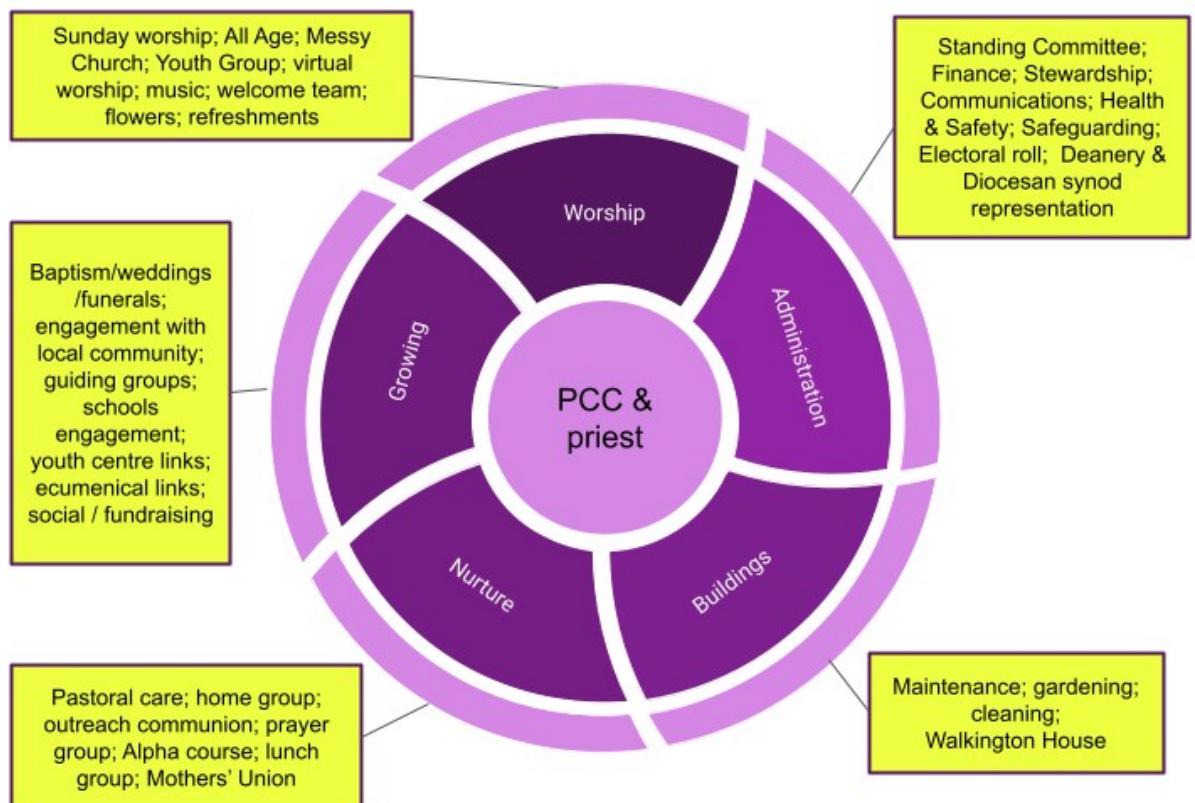 Sunday worship; All Age; Messy
Church; Youth Group; virtual
worship; music; welcome team;
flowers; refreshments
Standing Committee;
Finance; Stewardship;
Communications; Health
& Safety; Safeguarding;
Electoral roll; Deanery &
Diocesan synod
representation
Worship
Administration
Growing
PCC &
priest
Nurture
Buildings
Baptism/weddings
/funerals;
engagement with
local community;
guiding groups;
schools
engagement;
youth centre links;
ecumenical links;
social / fundraising
Pastoral care; home group;
outreach communion; prayer
group; Alpha course; lunch
group; Mothers' Union
Maintenance; gardening;
cleaning;
Walkington House